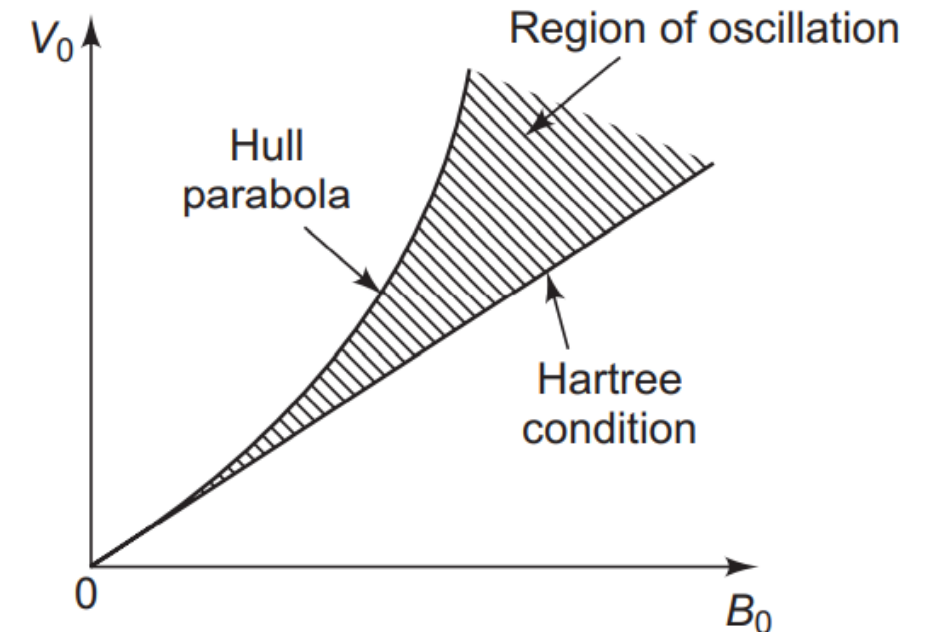 V₀
Region of oscillation
Hull
parabola
Hartree
condition
0
B₀